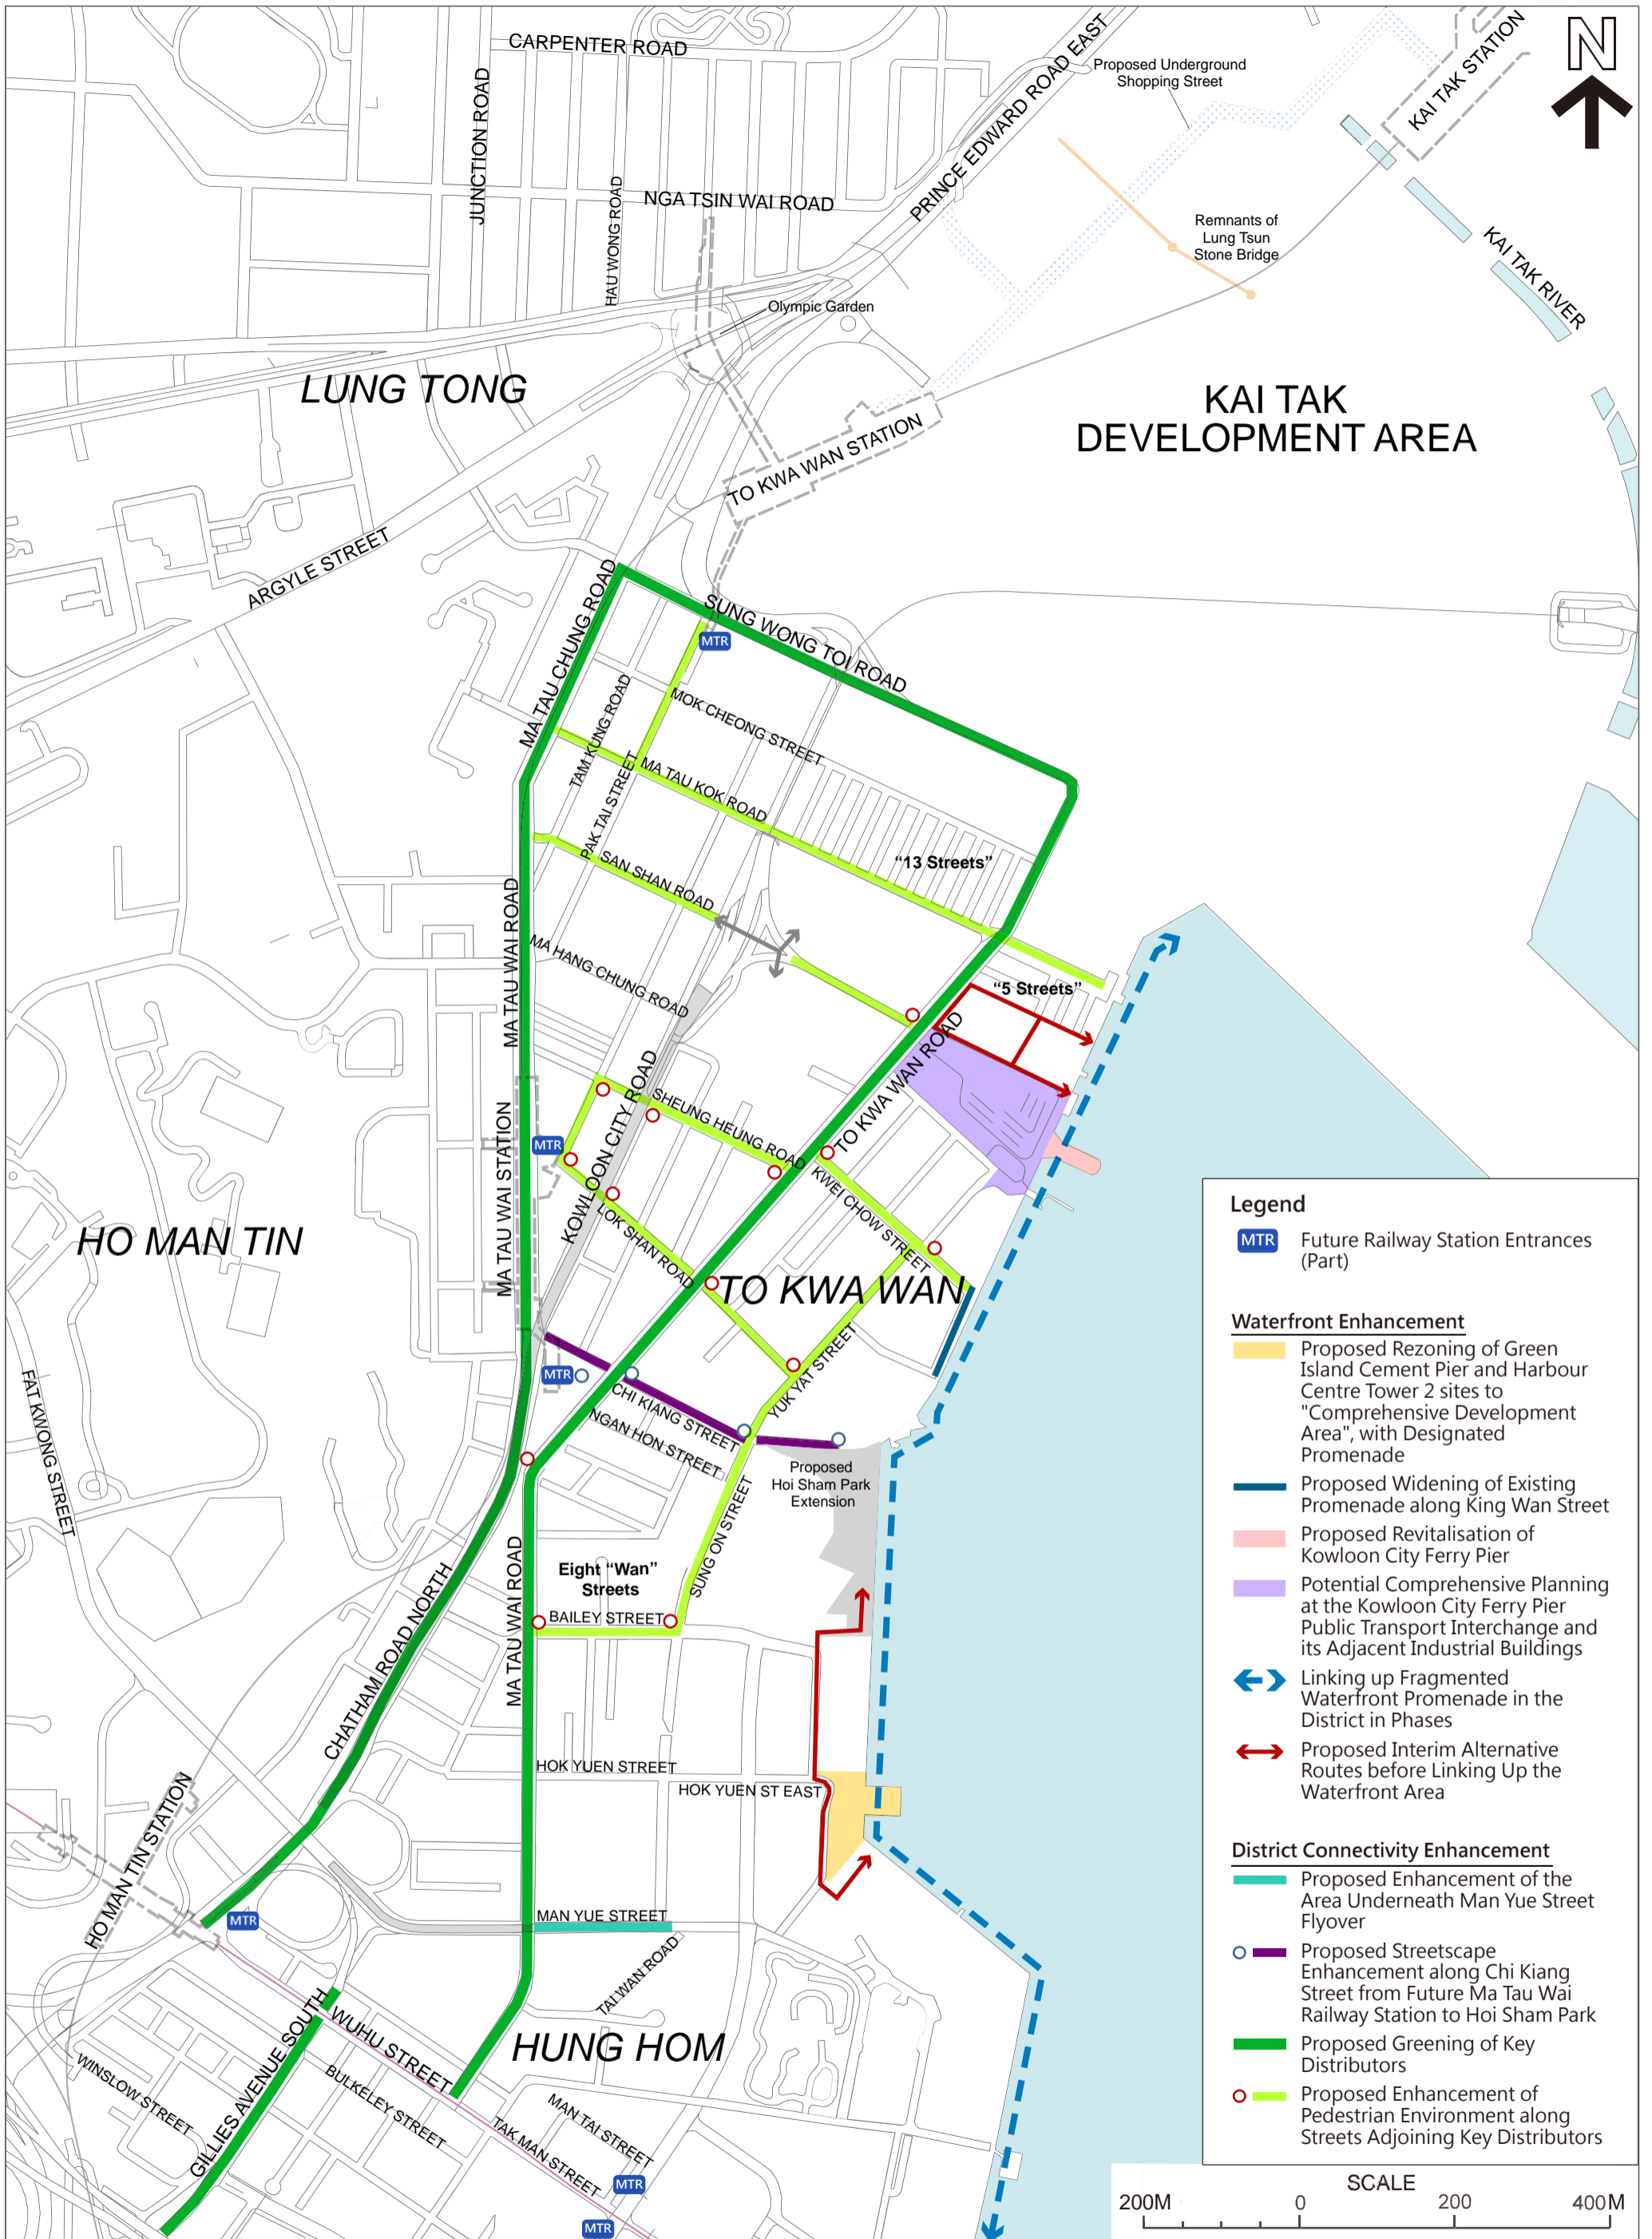 CARPENTER ROAD
JUNCTION ROAD
HAU WONG ROAD
NGA TSIN WAI ROAD
PRINCE EDWARD ROAD EAST
Proposed Underground
Shopping Street
KAI TAK STATION
N
Remnants of
Lung Tsun
Stone Bridge
KAI TAK RIVER
Olympic Garden
LUNG TONG
KAI TAK
DEVELOPMENT AREA
TO KWA WAN STATION
ARGYLE STREET
MA TAU CHUNG ROAD
SUNG WONG TOI ROAD
MTR
TAM KUNG ROAD
MOK CHEONG STREET
PAK TAI STREET
MA TAU KOK ROAD
SAN SHAN ROAD
“13 Streets”
MA TAU WAI ROAD
MA HANG CHUNG ROAD
“5 Streets”
TO KWA WAN ROAD
KOWLOON CITY ROAD
SHEUNG HEUNG ROAD
MTR
MA TAU WAI STATION
KWEI CHOW STREET
LOK SHAN ROAD
HO MAN TIN
TO KWA WAN
YUK YAT STREET
MTR
CHI KIANG STREET
NGAN HON STREET
FAT KWONG STREET
Proposed
Hoi Sham Park
Extension
SUNG ON STREET
Eight “Wan”
Streets
BAILEY STREET
MA TAU WAI ROAD
CHATHAM ROAD NORTH
HOK YUEN STREET
HOK YUEN ST EAST
HO MAN TIN STATION
MTR
MAN YUE STREET
TAI WAN ROAD
GILLIES AVENUE SOUTH
WUHU STREET
HUNG HOM
WINSLOW STREET
BULKELEY STREET
TAK MAN STREET
MAN TAI STREET
MTR
MTR
Legend
MTR Future Railway Station Entrances
(Part)
Waterfront Enhancement
Proposed Rezoning of Green
Island Cement Pier and Harbour
Centre Tower 2 sites to
"Comprehensive Development
Area", with Designated
Promenade
Proposed Widening of Existing
Promenade along King Wan Street
Proposed Revitalisation of
Kowloon City Ferry Pier
Potential Comprehensive Planning
at the Kowloon City Ferry Pier
Public Transport Interchange and
its Adjacent Industrial Buildings
Linking up Fragmented
Waterfront Promenade in the
District in Phases
Proposed Interim Alternative
Routes before Linking Up the
Waterfront Area
District Connectivity Enhancement
Proposed Enhancement of the
Area Underneath Man Yue Street
Flyover
Proposed Streetscape
Enhancement along Chi Kiang
Street from Future Ma Tau Wai
Railway Station to Hoi Sham Park
Proposed Greening of Key
Distributors
Proposed Enhancement of
Pedestrian Environment along
Streets Adjoining Key Distributors
SCALE
200M 0 200 400M